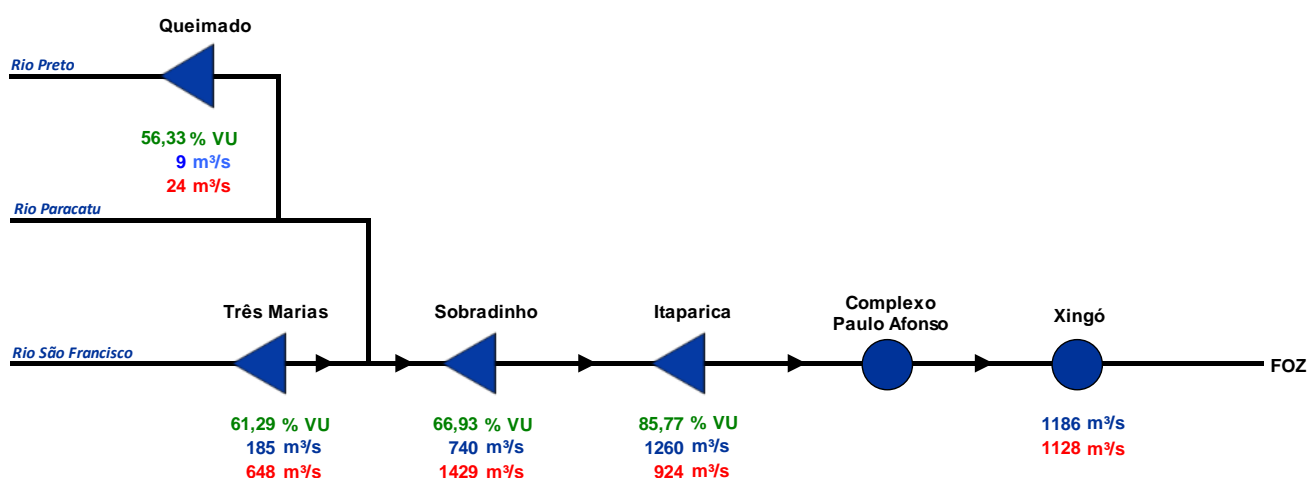 Queimado
Rio Preto
56,33 % VU
9 m³/s
24 m³/s
Rio Paracatu
Três Marias
Sobradinho
Itaparica
Complexo
Paulo Afonso
Xingó
Rio São Francisco
FOZ
61,29 % VU
185 m³/s
648 m³/s
66,93 % VU
740 m³/s
1429 m³/s
85,77 % VU
1260 m³/s
924 m³/s
1186 m³/s
1128 m³/s